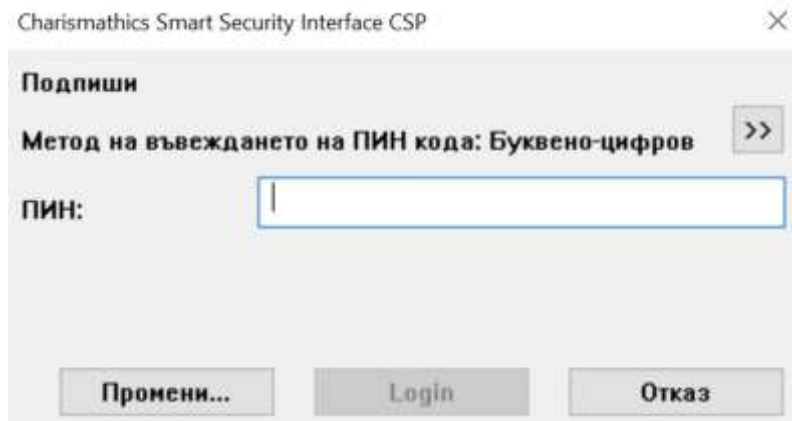 Charismathics Smart Security Interface CSP
Подпиши
Метод на въвеждането на ПИН кода: Буквено-цифров >>
ПИН:
Промени... Login Отказ